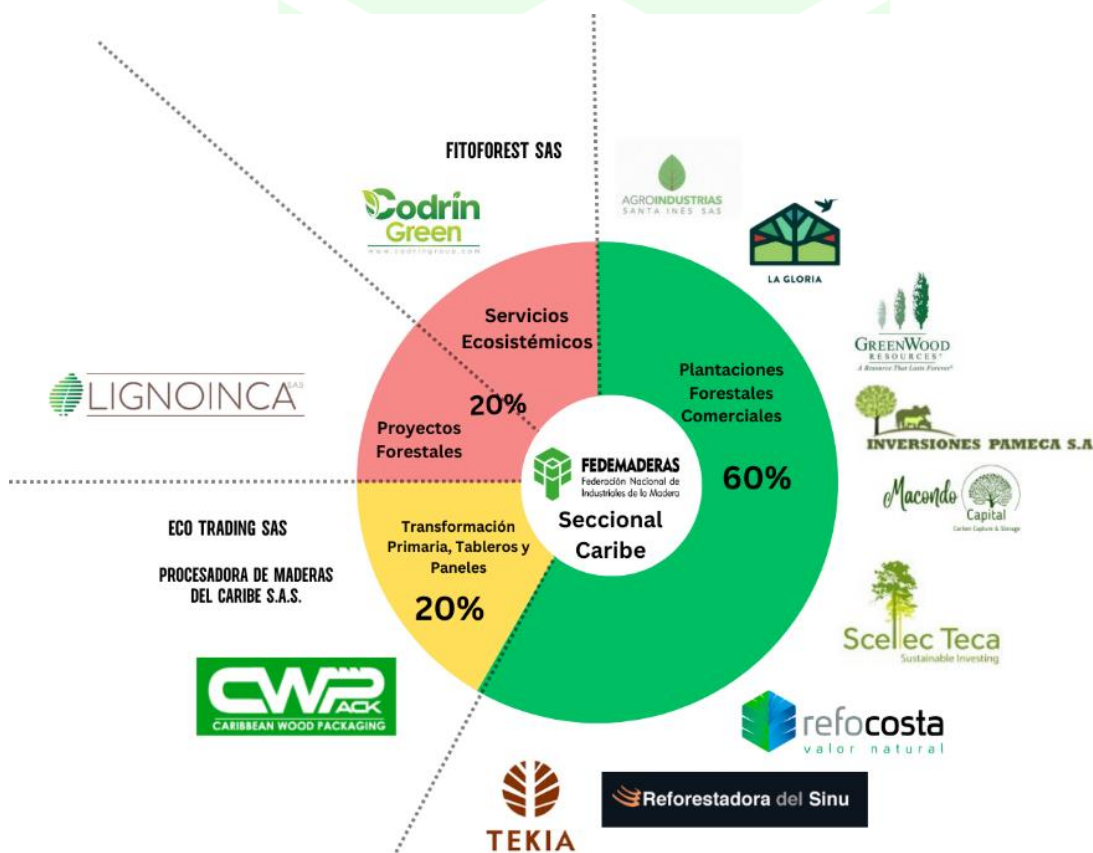 FITOFOREST SAS
Codrin
Green
www.codringroup.com
AGROINDUSTRIAS
SANTA INÉS SAS
LA GLORIA
GREENWOOD
RESOURCES
A Resource That Lasts Forever
INVERSIONES PAMECA S.A
Macondo
Capital
Carbon Capture & Storage
Scellec Teca
Sustainable Investing
refocosta
valor natural
Reforestadora del Sinu
TEKIA
CWPACK
CARIBBEAN WOOD PACKAGING
ECO TRADING SAS
PROCESADORA DE MADERAS
DEL CARIBE S.A.S.
LIGNOINCA SAS
Servicios
Ecosistémicos
20%
Proyectos
Forestales
Plantaciones
Forestales
Comerciales
60%
Transformación
Primaria, Tableros y
Paneles
20%
FEDEMADERAS
Federación Nacional de
Industriales de la Madera
Seccional
Caribe